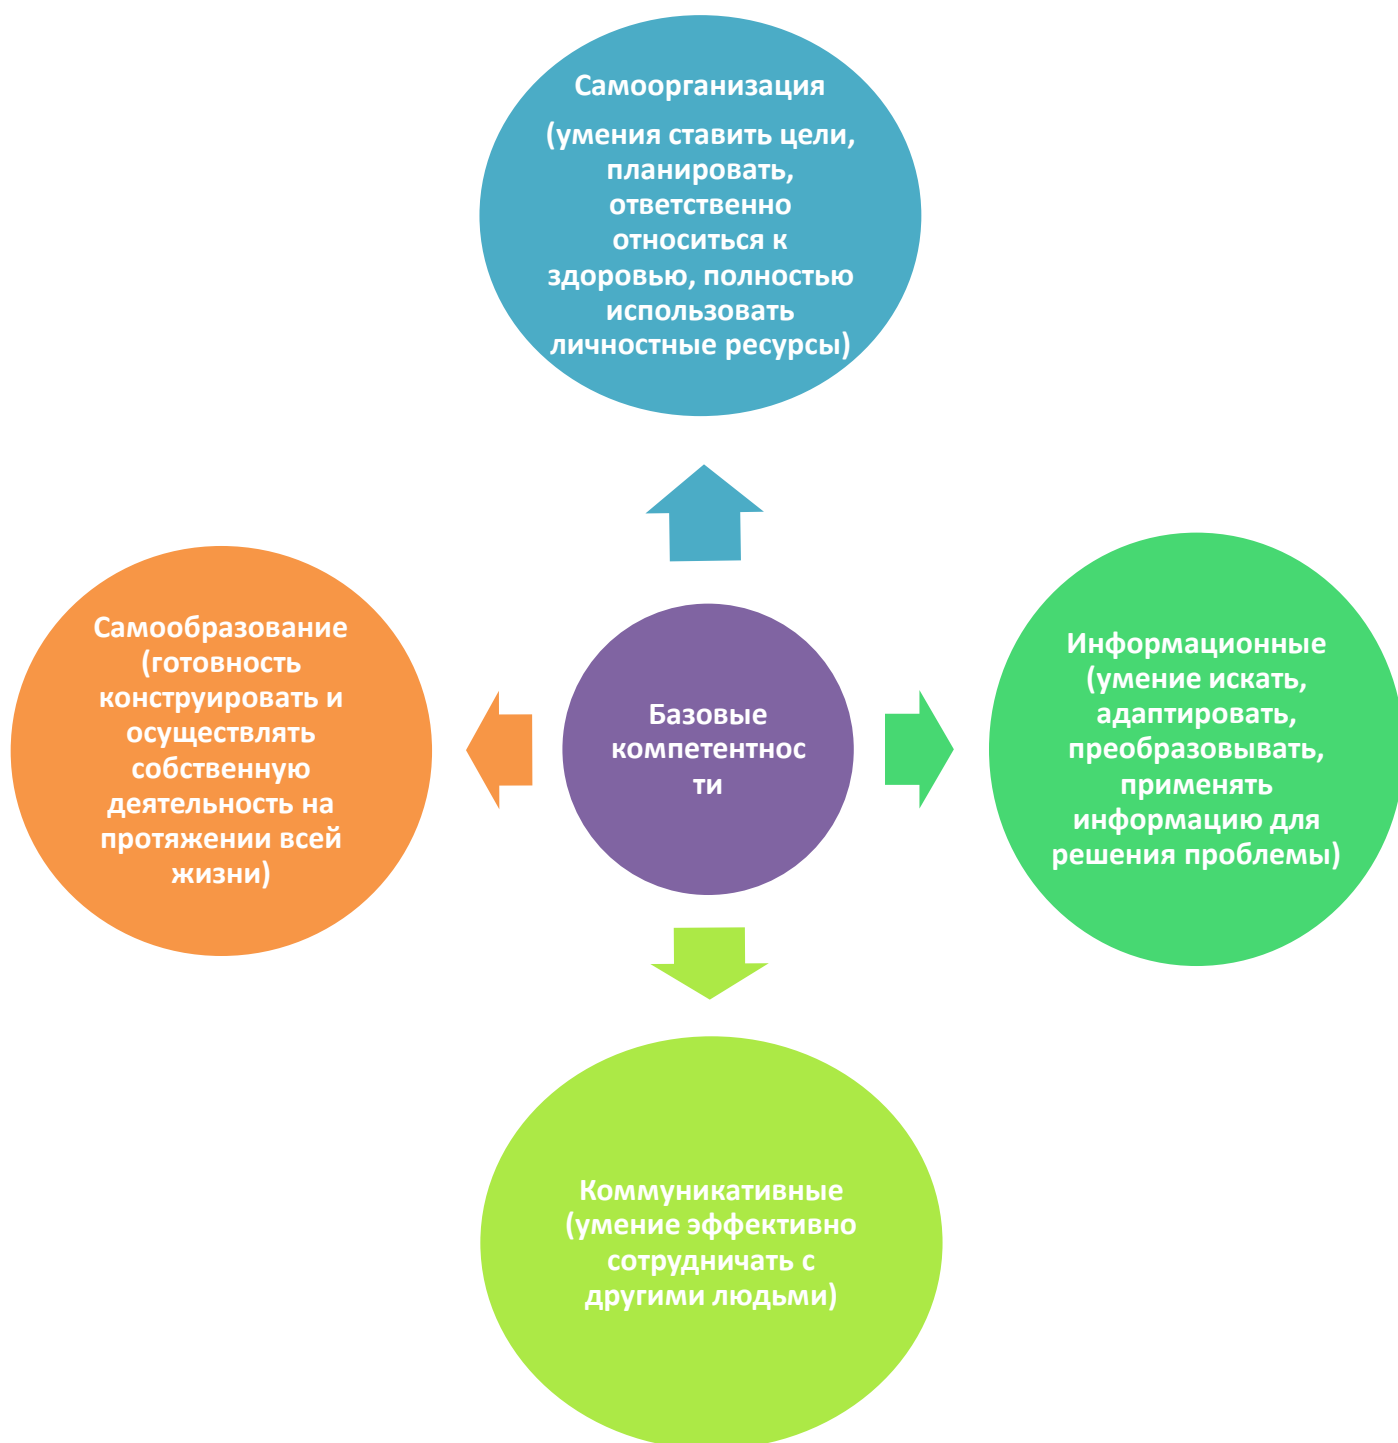 Самоорганизация
(умения ставить цели,
планировать,
ответственно
относиться к
здоровью, полностью
использовать
личностные ресурсы)
Самообразование
(готовность
конструировать и
осуществлять
собственную
деятельность на
протяжении всей
жизни)
Базовые
компетентнос
ти
Информационные
(умение искать,
адаптировать,
преобразовывать,
применять
информацию для
решения проблемы)
Коммуникативные
(умение эффективно
сотрудничать с
другими людьми)